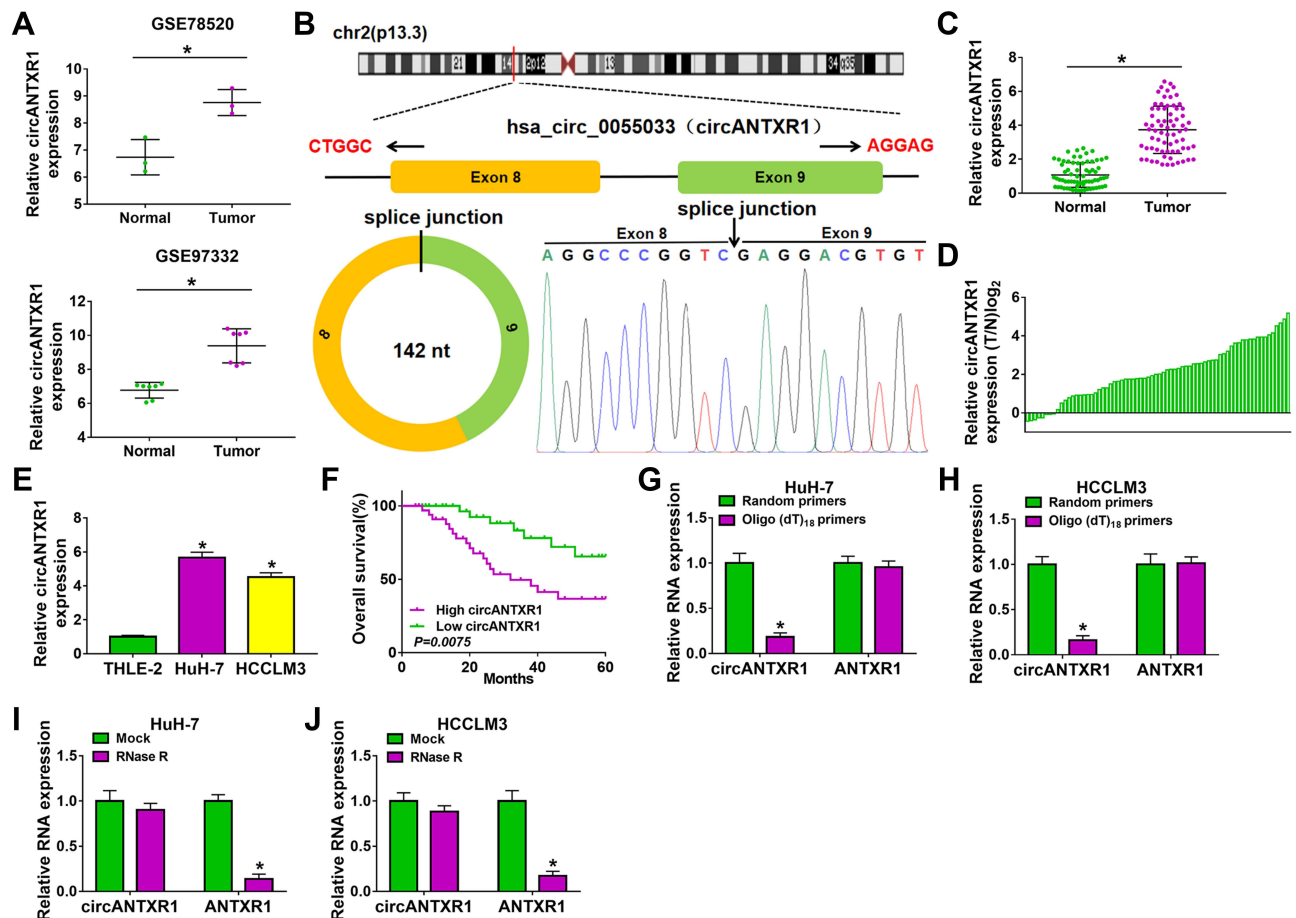 A
GSE78520
*
Relative circANTXR1
expression
10
9
8
7
6
5
Normal
Tumor
GSE97332
*
Relative circANTXR1
expression
12
10
8
6
4
Normal
Tumor
B
chr2(p13.3)
21
14
2p12
13
34
q35
hsa_circ_0055033（circANTXR1）
CTGGC
AGGAG
Exon 8
Exon 9
splice junction
splice junction
8
9
142 nt
Exon 8
Exon 9
A G G C C C G G T C G A G G A C G T G T
C
*
Relative circANTXR1
expression
8
6
4
2
0
Normal
Tumor
D
Relative circANTXR1
expression (T/N)log2
6
4
2
0
E
Relative circANTXR1
expression
8
6
4
2
0
*
*
THLE-2
HuH-7
HCCLM3
F
Overall survival(%)
100
50
0
High circANTXR1
Low circANTXR1
P=0.0075
0
20
40
60
Months
G
HuH-7
Random primers
Oligo (dT)18 primers
Relative RNA expression
1.5
1.0
0.5
0.0
*
circANTXR1
ANTXR1
H
HCCLM3
Random primers
Oligo (dT)18 primers
Relative RNA expression
1.5
1.0
0.5
0.0
*
circANTXR1
ANTXR1
I
HuH-7
Mock
RNase R
Relative RNA expression
1.5
1.0
0.5
0.0
*
circANTXR1
ANTXR1
J
HCCLM3
Mock
RNase R
Relative RNA expression
1.5
1.0
0.5
0.0
*
circANTXR1
ANTXR1